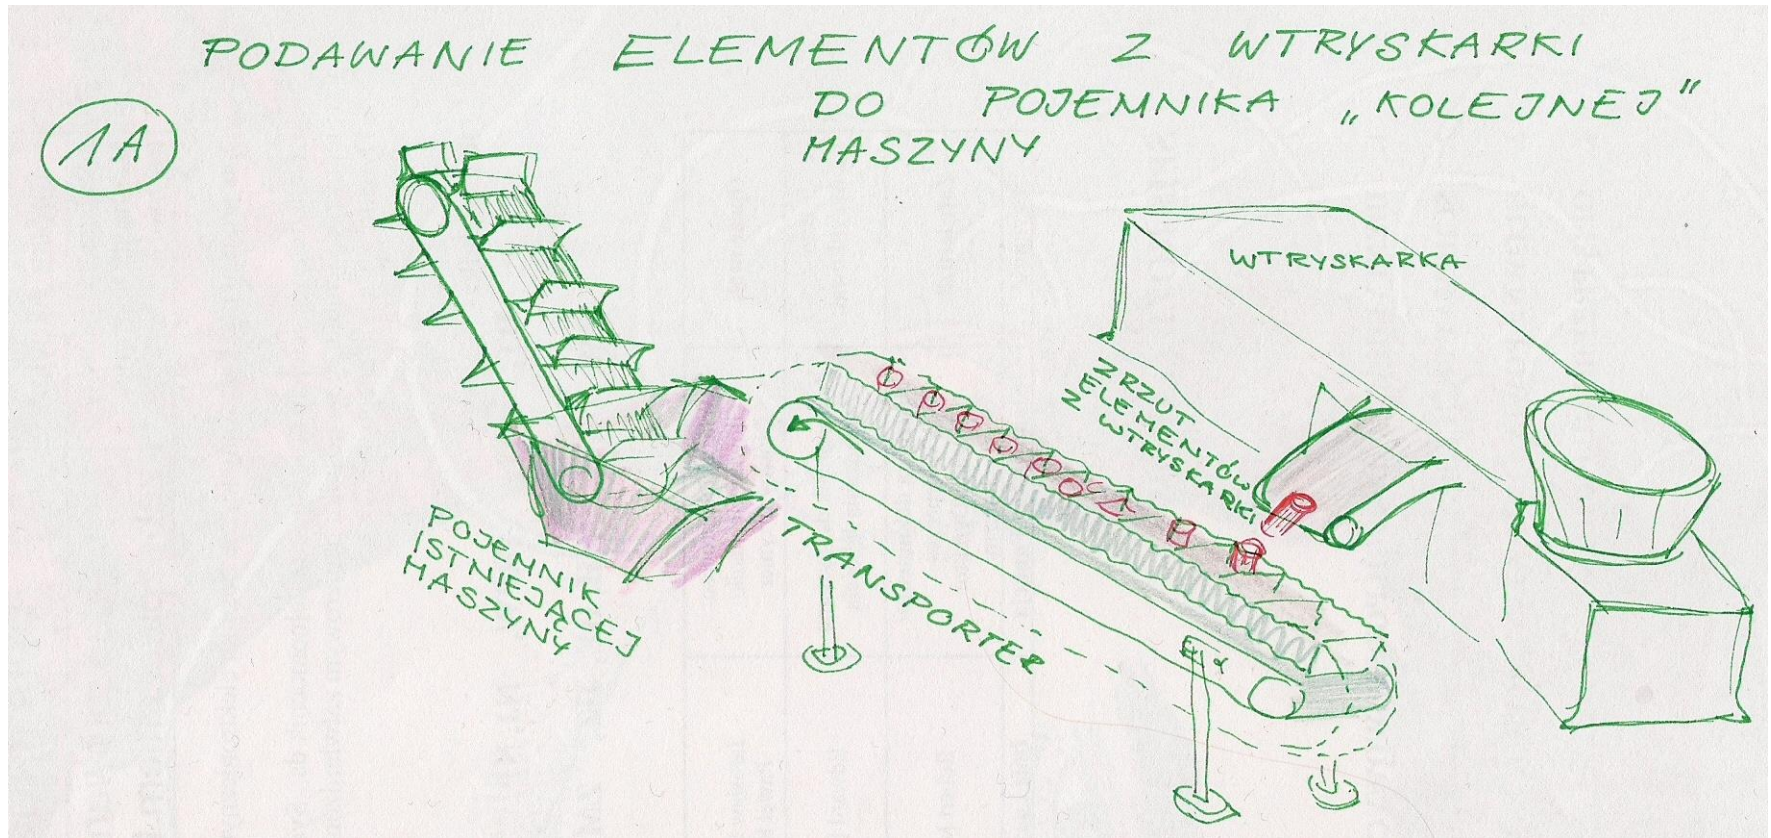 PODAWANIE ELEMENTÓW Z WTRYSKARKI
DO POJEMNIKA „KOLEJNEJ"
MASZYNY
1A
WTRYSKARKA
ZRZUT
ELEMENTÓW
Z WTRYSKARKI
TRANSPORTER
POJEMNIK
ISTNIEJĄCEJ
MASZYNY